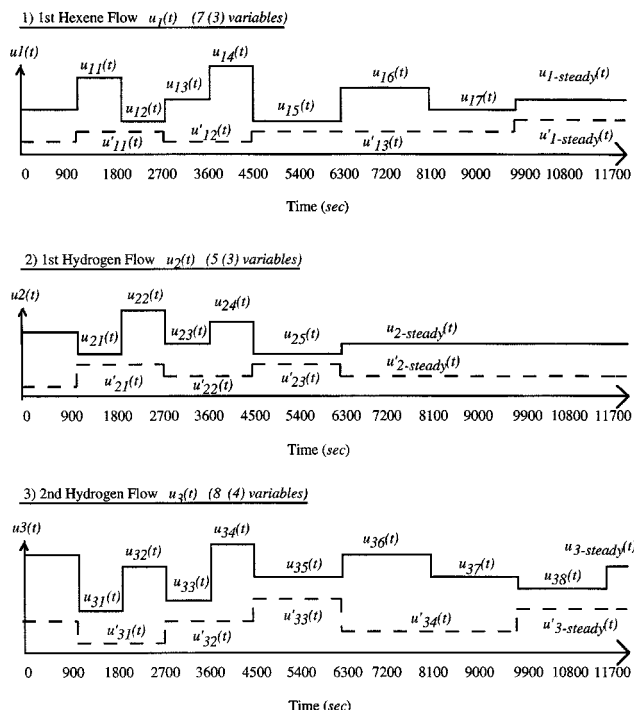 1) 1st Hexene Flow u1(t) (7 (3) variables)
u1(t)
u11(t)
u12(t)
u13(t)
u14(t)
u15(t)
u16(t)
u17(t)
u1-steady(t)
u'11(t)
u'12(t)
u'13(t)
u'1-steady(t)
0 900 1800 2700 3600 4500 5400 6300 7200 8100 9000 9900 10800 11700
Time (sec)
2) 1st Hydrogen Flow u2(t) (5 (3) variables)
u2(t)
u21(t)
u22(t)
u23(t)
u24(t)
u25(t)
u2-steady(t)
u'21(t)
u'22(t)
u'23(t)
u'2-steady(t)
0 900 1800 2700 3600 4500 5400 6300 7200 8100 9000 9900 10800 11700
Time (sec)
3) 2nd Hydrogen Flow u3(t) (8 (4) variables)
u3(t)
u31(t)
u32(t)
u33(t)
u34(t)
u35(t)
u36(t)
u37(t)
u38(t)
u3-steady(t)
u'31(t)
u'32(t)
u'33(t)
u'34(t)
u'3-steady(t)
0 900 1800 2700 3600 4500 5400 6300 7200 8100 9000 9900 10800 11700
Time (sec)